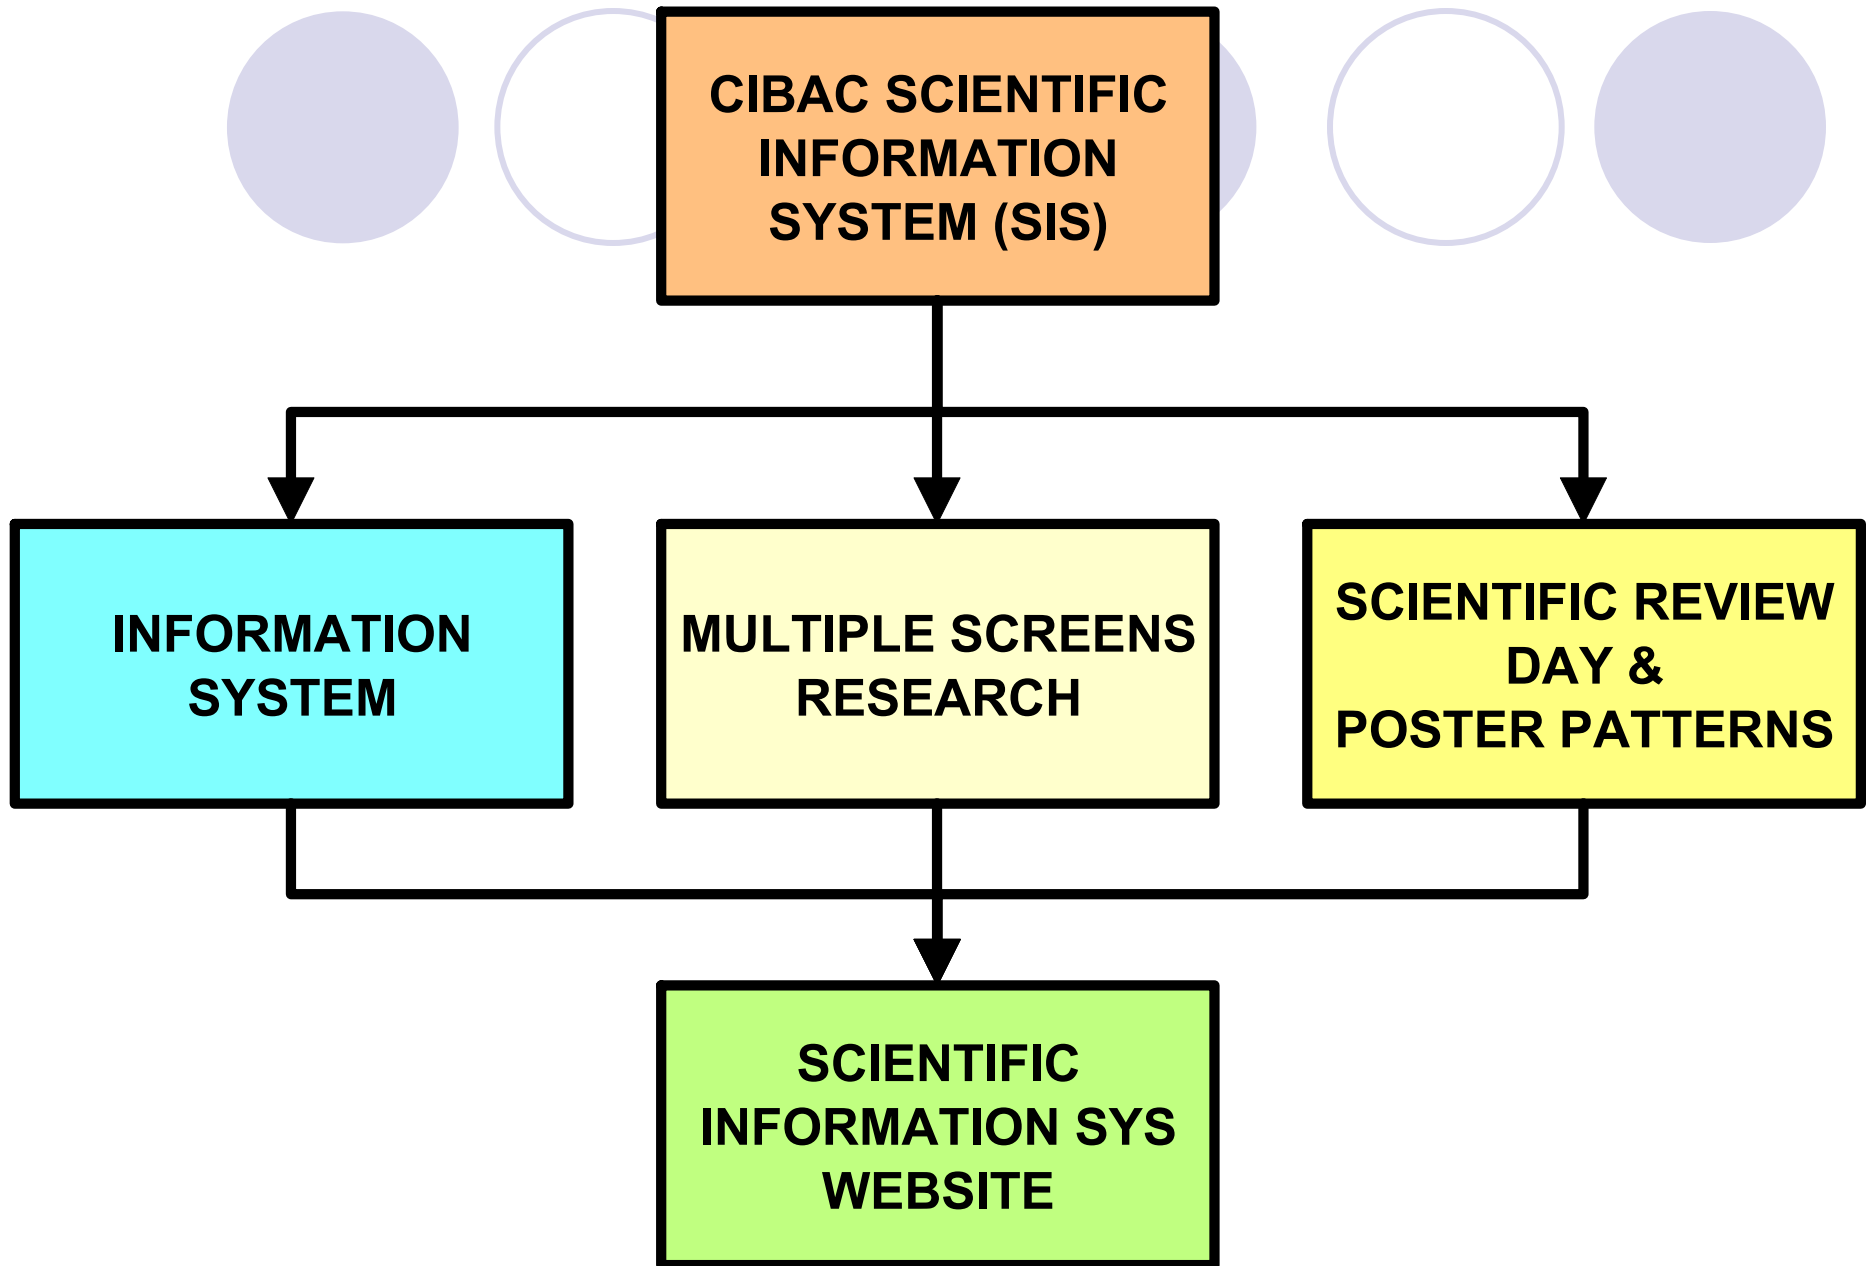 CIBAC SCIENTIFIC
INFORMATION
SYSTEM (SIS)
INFORMATION
SYSTEM
MULTIPLE SCREENS
RESEARCH
SCIENTIFIC REVIEW
DAY &
POSTER PATTERNS
SCIENTIFIC
INFORMATION SYS
WEBSITE